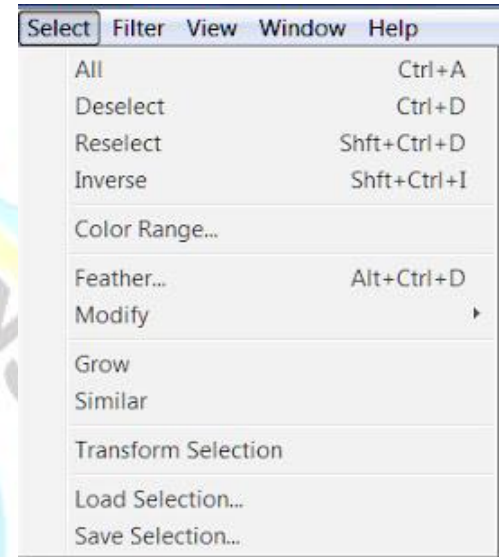 Select Filter View Window Help
All Ctrl+A
Deselect Ctrl+D
Reselect Shft+Ctrl+D
Inverse Shft+Ctrl+I
Color Range...
Feather... Alt+Ctrl+D
Modify
Grow
Similar
Transform Selection
Load Selection...
Save Selection...